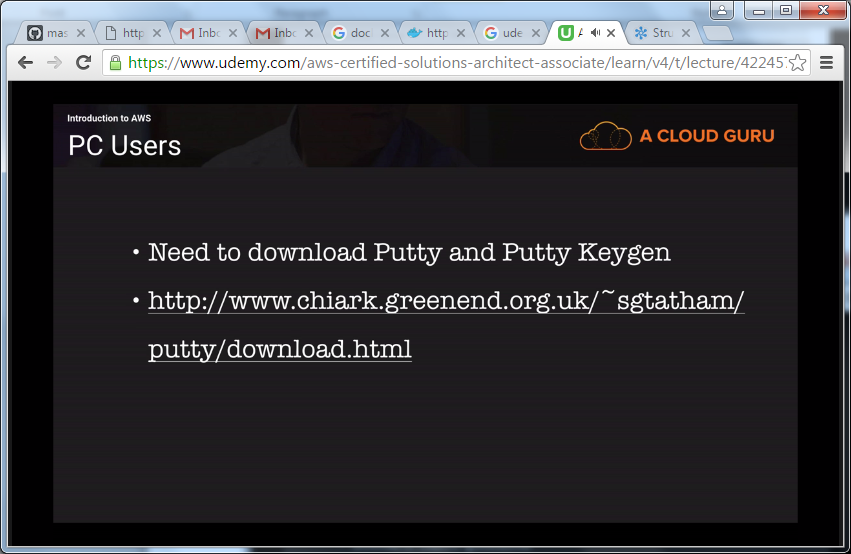 mas
http
Inbo
Inbo
doc
http
ude
A
Stru
https://www.udemy.com/aws-certified-solutions-architect-associate/learn/v4/t/lecture/42245
Introduction to AWS
PC Users
A CLOUD GURU
• Need to download Putty and Putty Keygen
• http://www.chiark.greenend.org.uk/~sgtatham/
putty/download.html